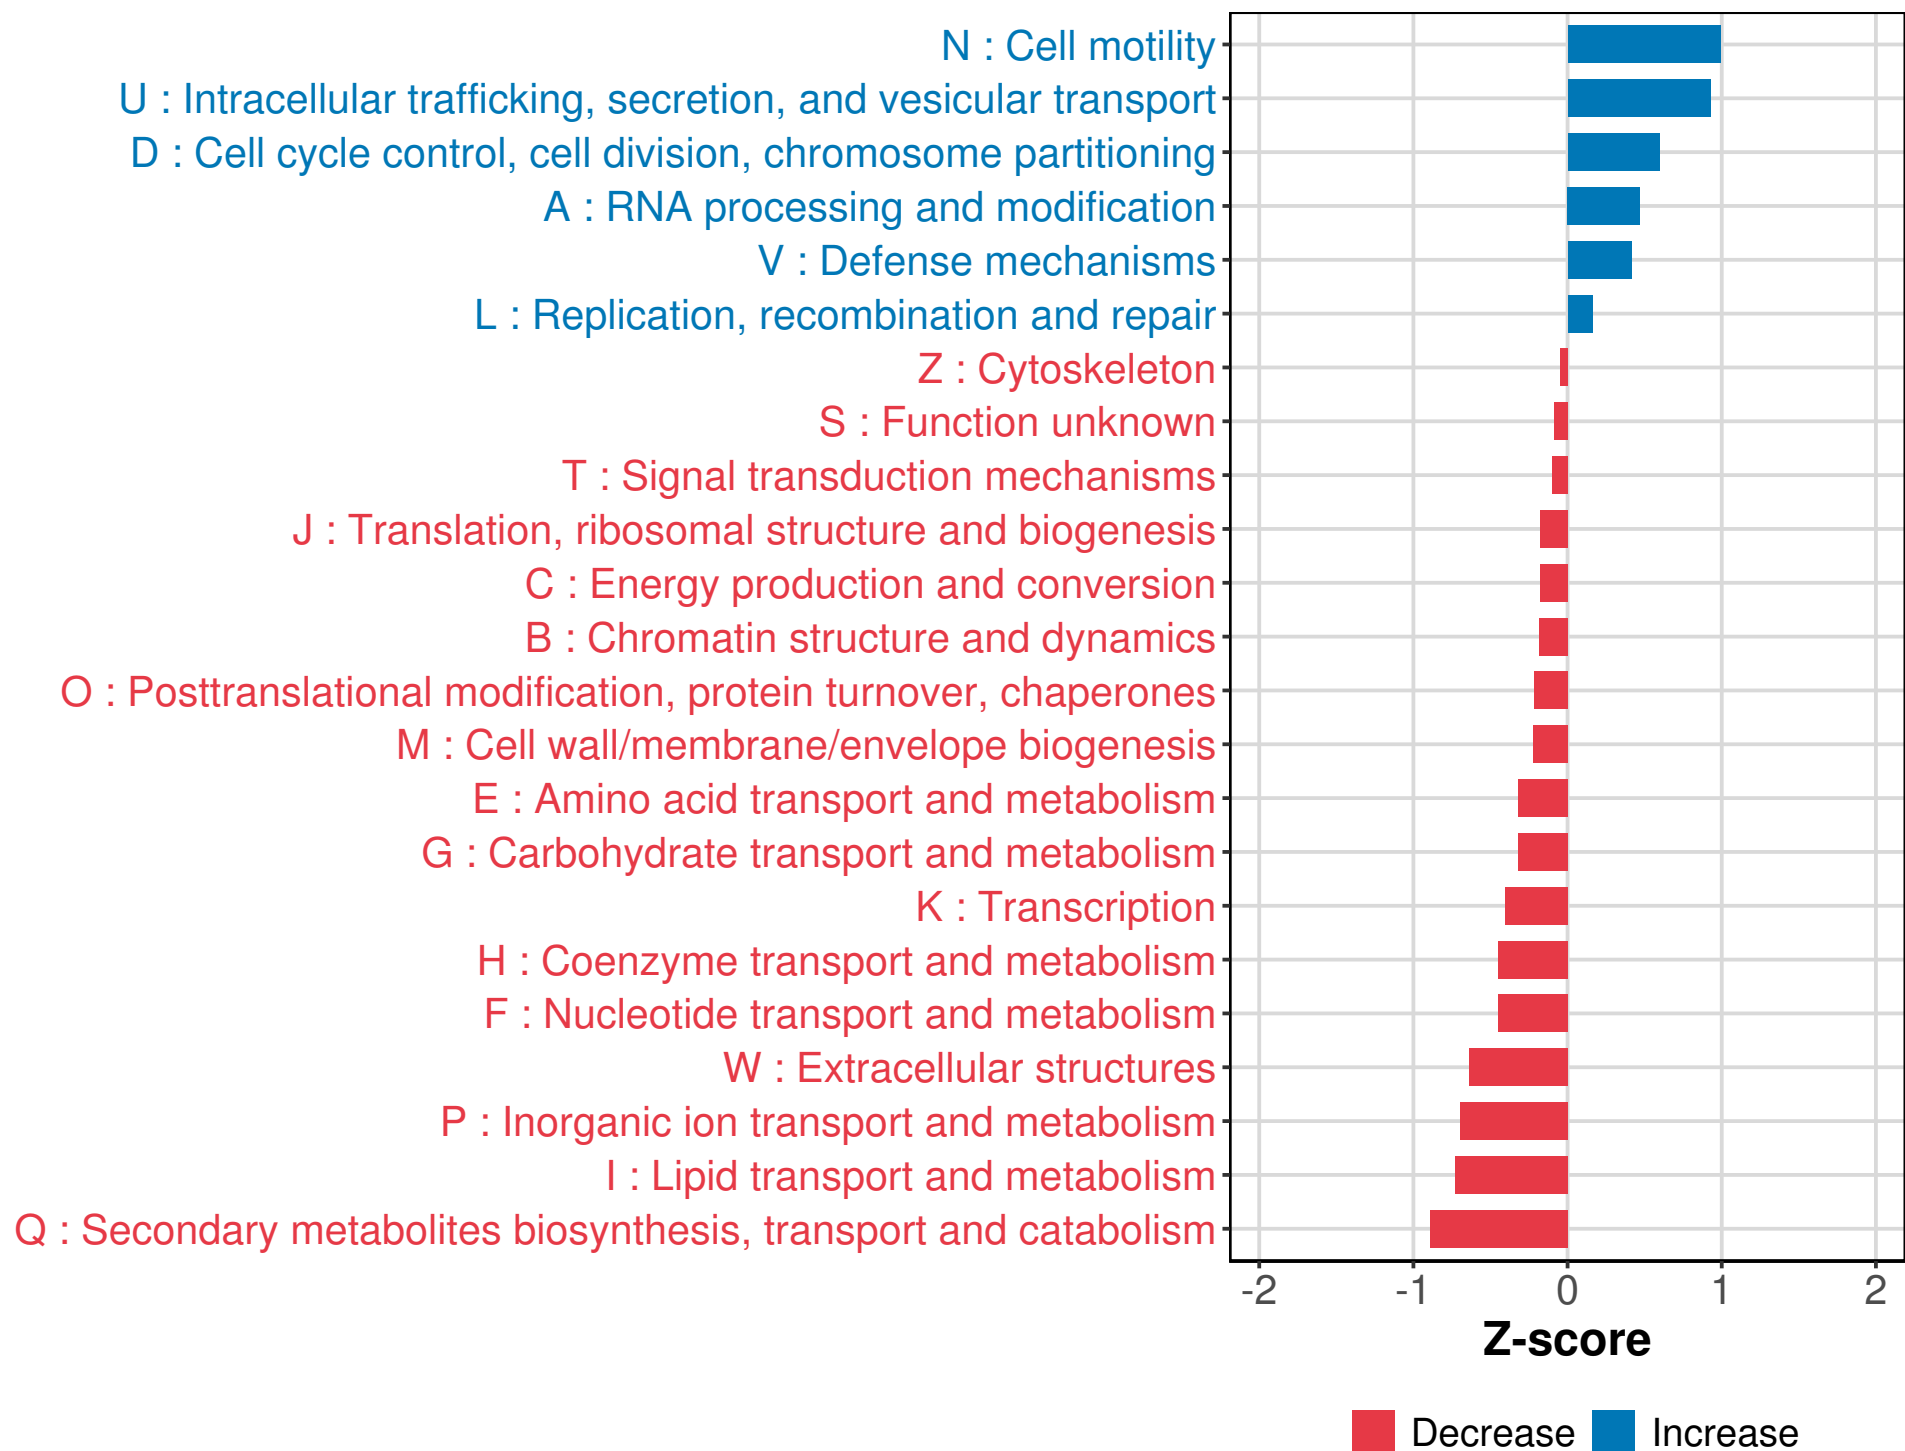 N : Cell motility
U : Intracellular trafficking, secretion, and vesicular transport
D : Cell cycle control, cell division, chromosome partitioning
A : RNA processing and modification
V : Defense mechanisms
L : Replication, recombination and repair
Z : Cytoskeleton
S : Function unknown
T : Signal transduction mechanisms
J : Translation, ribosomal structure and biogenesis
C : Energy production and conversion
B : Chromatin structure and dynamics
O : Posttranslational modification, protein turnover, chaperones
M : Cell wall/membrane/envelope biogenesis
E : Amino acid transport and metabolism
G : Carbohydrate transport and metabolism
K : Transcription
H : Coenzyme transport and metabolism
F : Nucleotide transport and metabolism
W : Extracellular structures
P : Inorganic ion transport and metabolism
I : Lipid transport and metabolism
Q : Secondary metabolites biosynthesis, transport and catabolism
-2 -1 0 1 2
Z-score
Decrease Increase